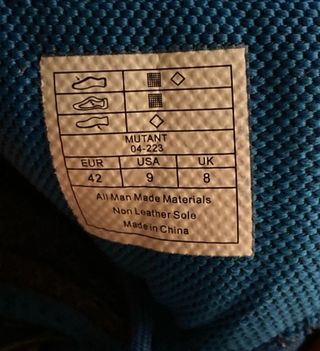 MUTANT
04-223
EUR USA UK
42 9 8
All Man Made Materials
Non Leather Sole
Made in China